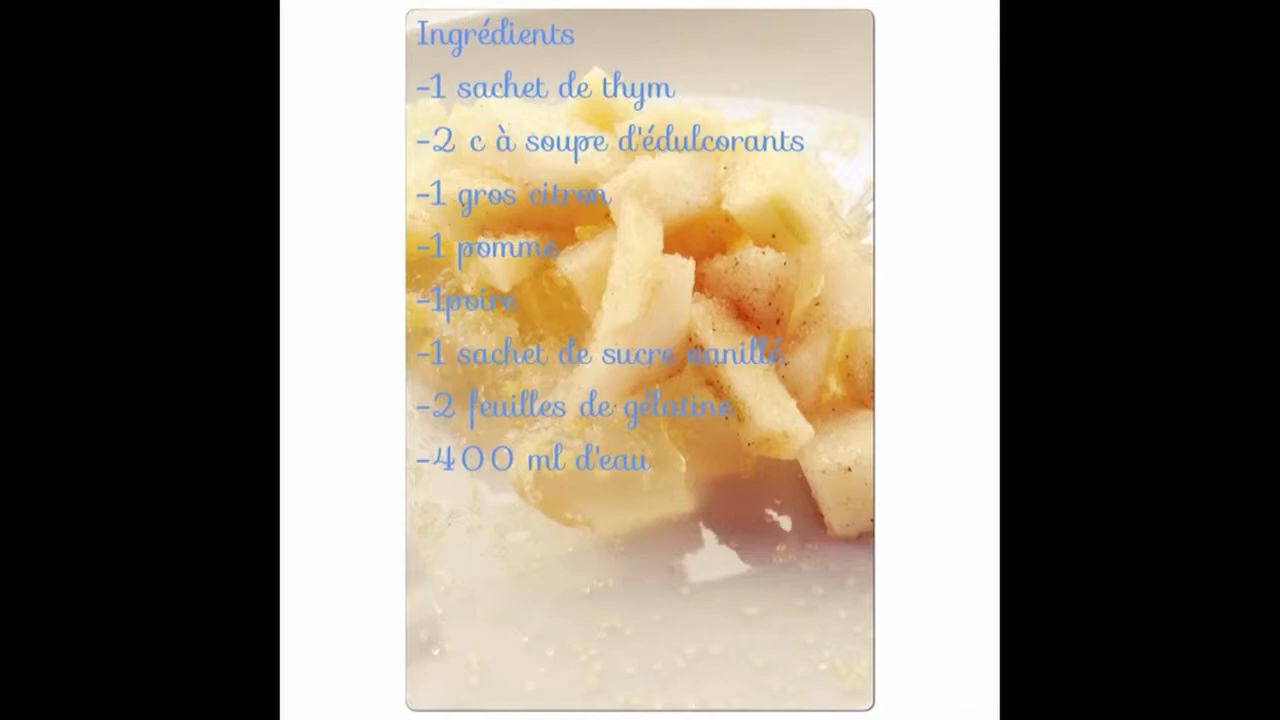 Ingrédients
-1 sachet de thym
-2 c à soupe d'édulcorants
-1 gros citron
-1 pomme
-1poire
-1 sachet de sucre vanillé
-2 feuilles de gélatine
-400 ml d'eau